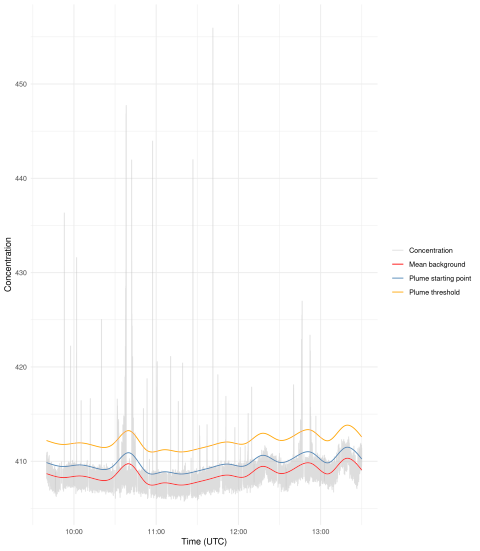 Concentration
450
440
430
420
410
10:00
11:00
12:00
13:00
Time (UTC)
Concentration
Mean background
Plume starting point
Plume threshold